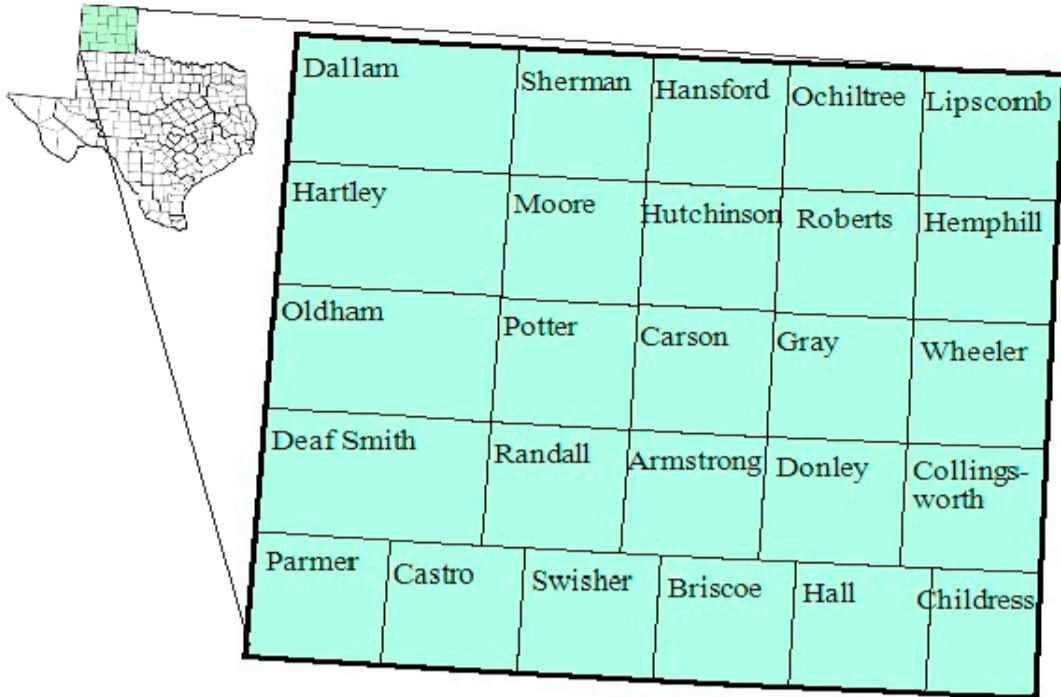 Dallam
Sherman
Hansford
Ochiltree
Lipscomb
Hartley
Moore
Hutchinson
Roberts
Hemphill
Oldham
Potter
Carson
Gray
Wheeler
Deaf Smith
Randall
Armstrong
Donley
Collings-
worth
Parmer
Castro
Swisher
Briscoe
Hall
Childress